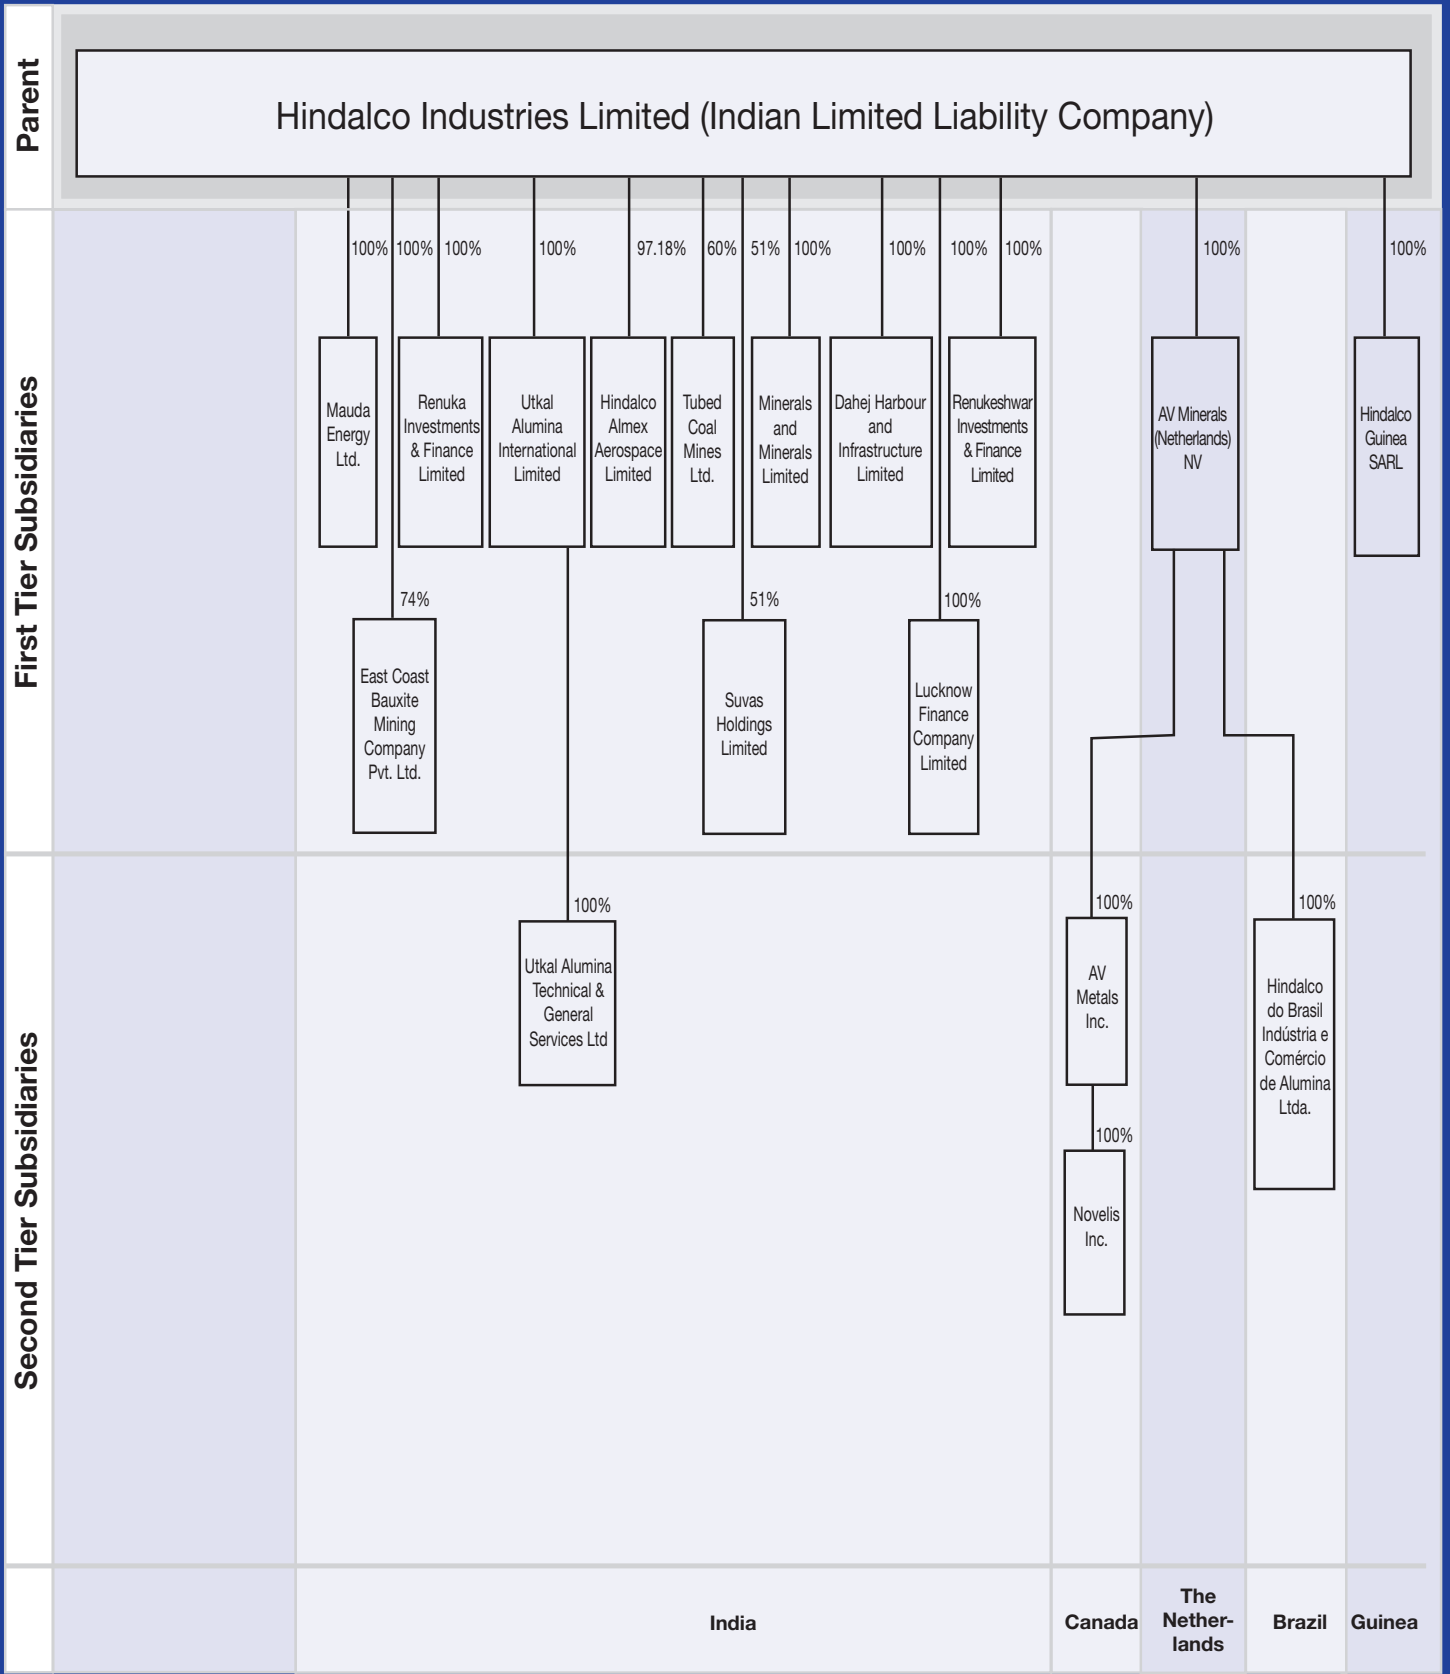 Parent
Hindalco Industries Limited (Indian Limited Liability Company)
First Tier Subsidiaries
100%
100%
100%
100%
97.18%
60%
51%
100%
100%
100%
100%
100%
100%
Mauda
Energy
Ltd.
Renuka
Investments
& Finance
Limited
Utkal
Alumina
International
Limited
Hindalco
Almex
Aerospace
Limited
Tubed
Coal
Mines
Ltd.
Minerals
and
Minerals
Limited
Dahej Harbour
and
Infrastructure
Limited
Renukeshwar
Investments
& Finance
Limited
AV Minerals
(Netherlands)
NV
Hindalco
Guinea
SARL
74%
East Coast
Bauxite
Mining
Company
Pvt. Ltd.
51%
Suvas
Holdings
Limited
100%
Lucknow
Finance
Company
Limited
Second Tier Subsidiaries
100%
Utkal Alumina
Technical &
General
Services Ltd
100%
AV
Metals
Inc.
100%
Hindalco
do Brasil
Indústria e
Comércio
de Alumina
Ltda.
100%
Novelis
Inc.
India
Canada
The
Nether-
lands
Brazil
Guinea